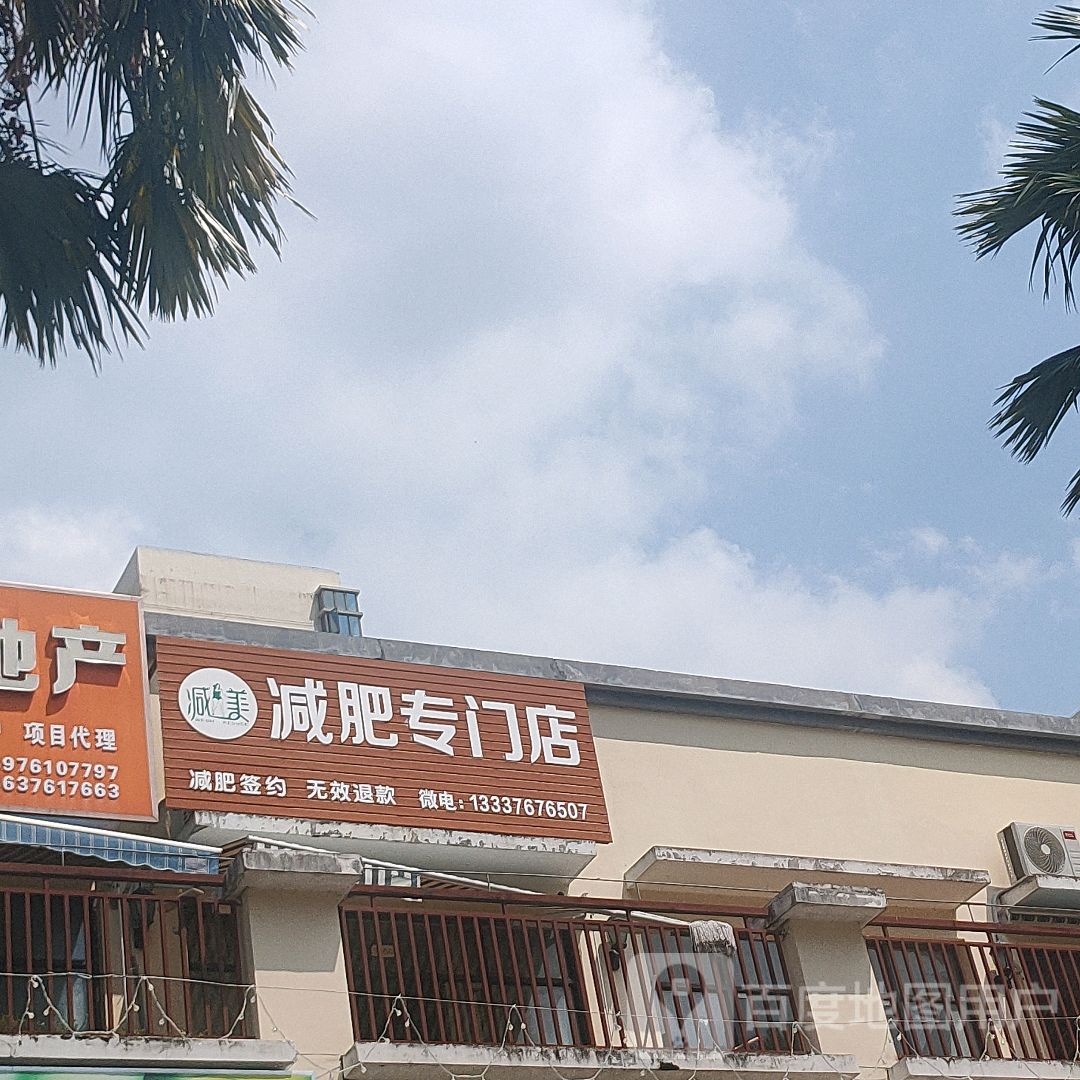 地产
项目代理
976107797
637617663
减美
减肥专门店
减肥签约 无效退款 微电:13337676507
百度地图用户